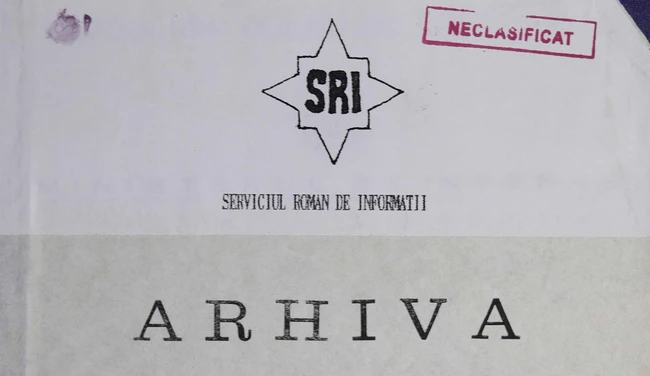 NECLASIFICAT
SRI
SERVICIUL ROMAN DE INFORMATII
ARHIVA